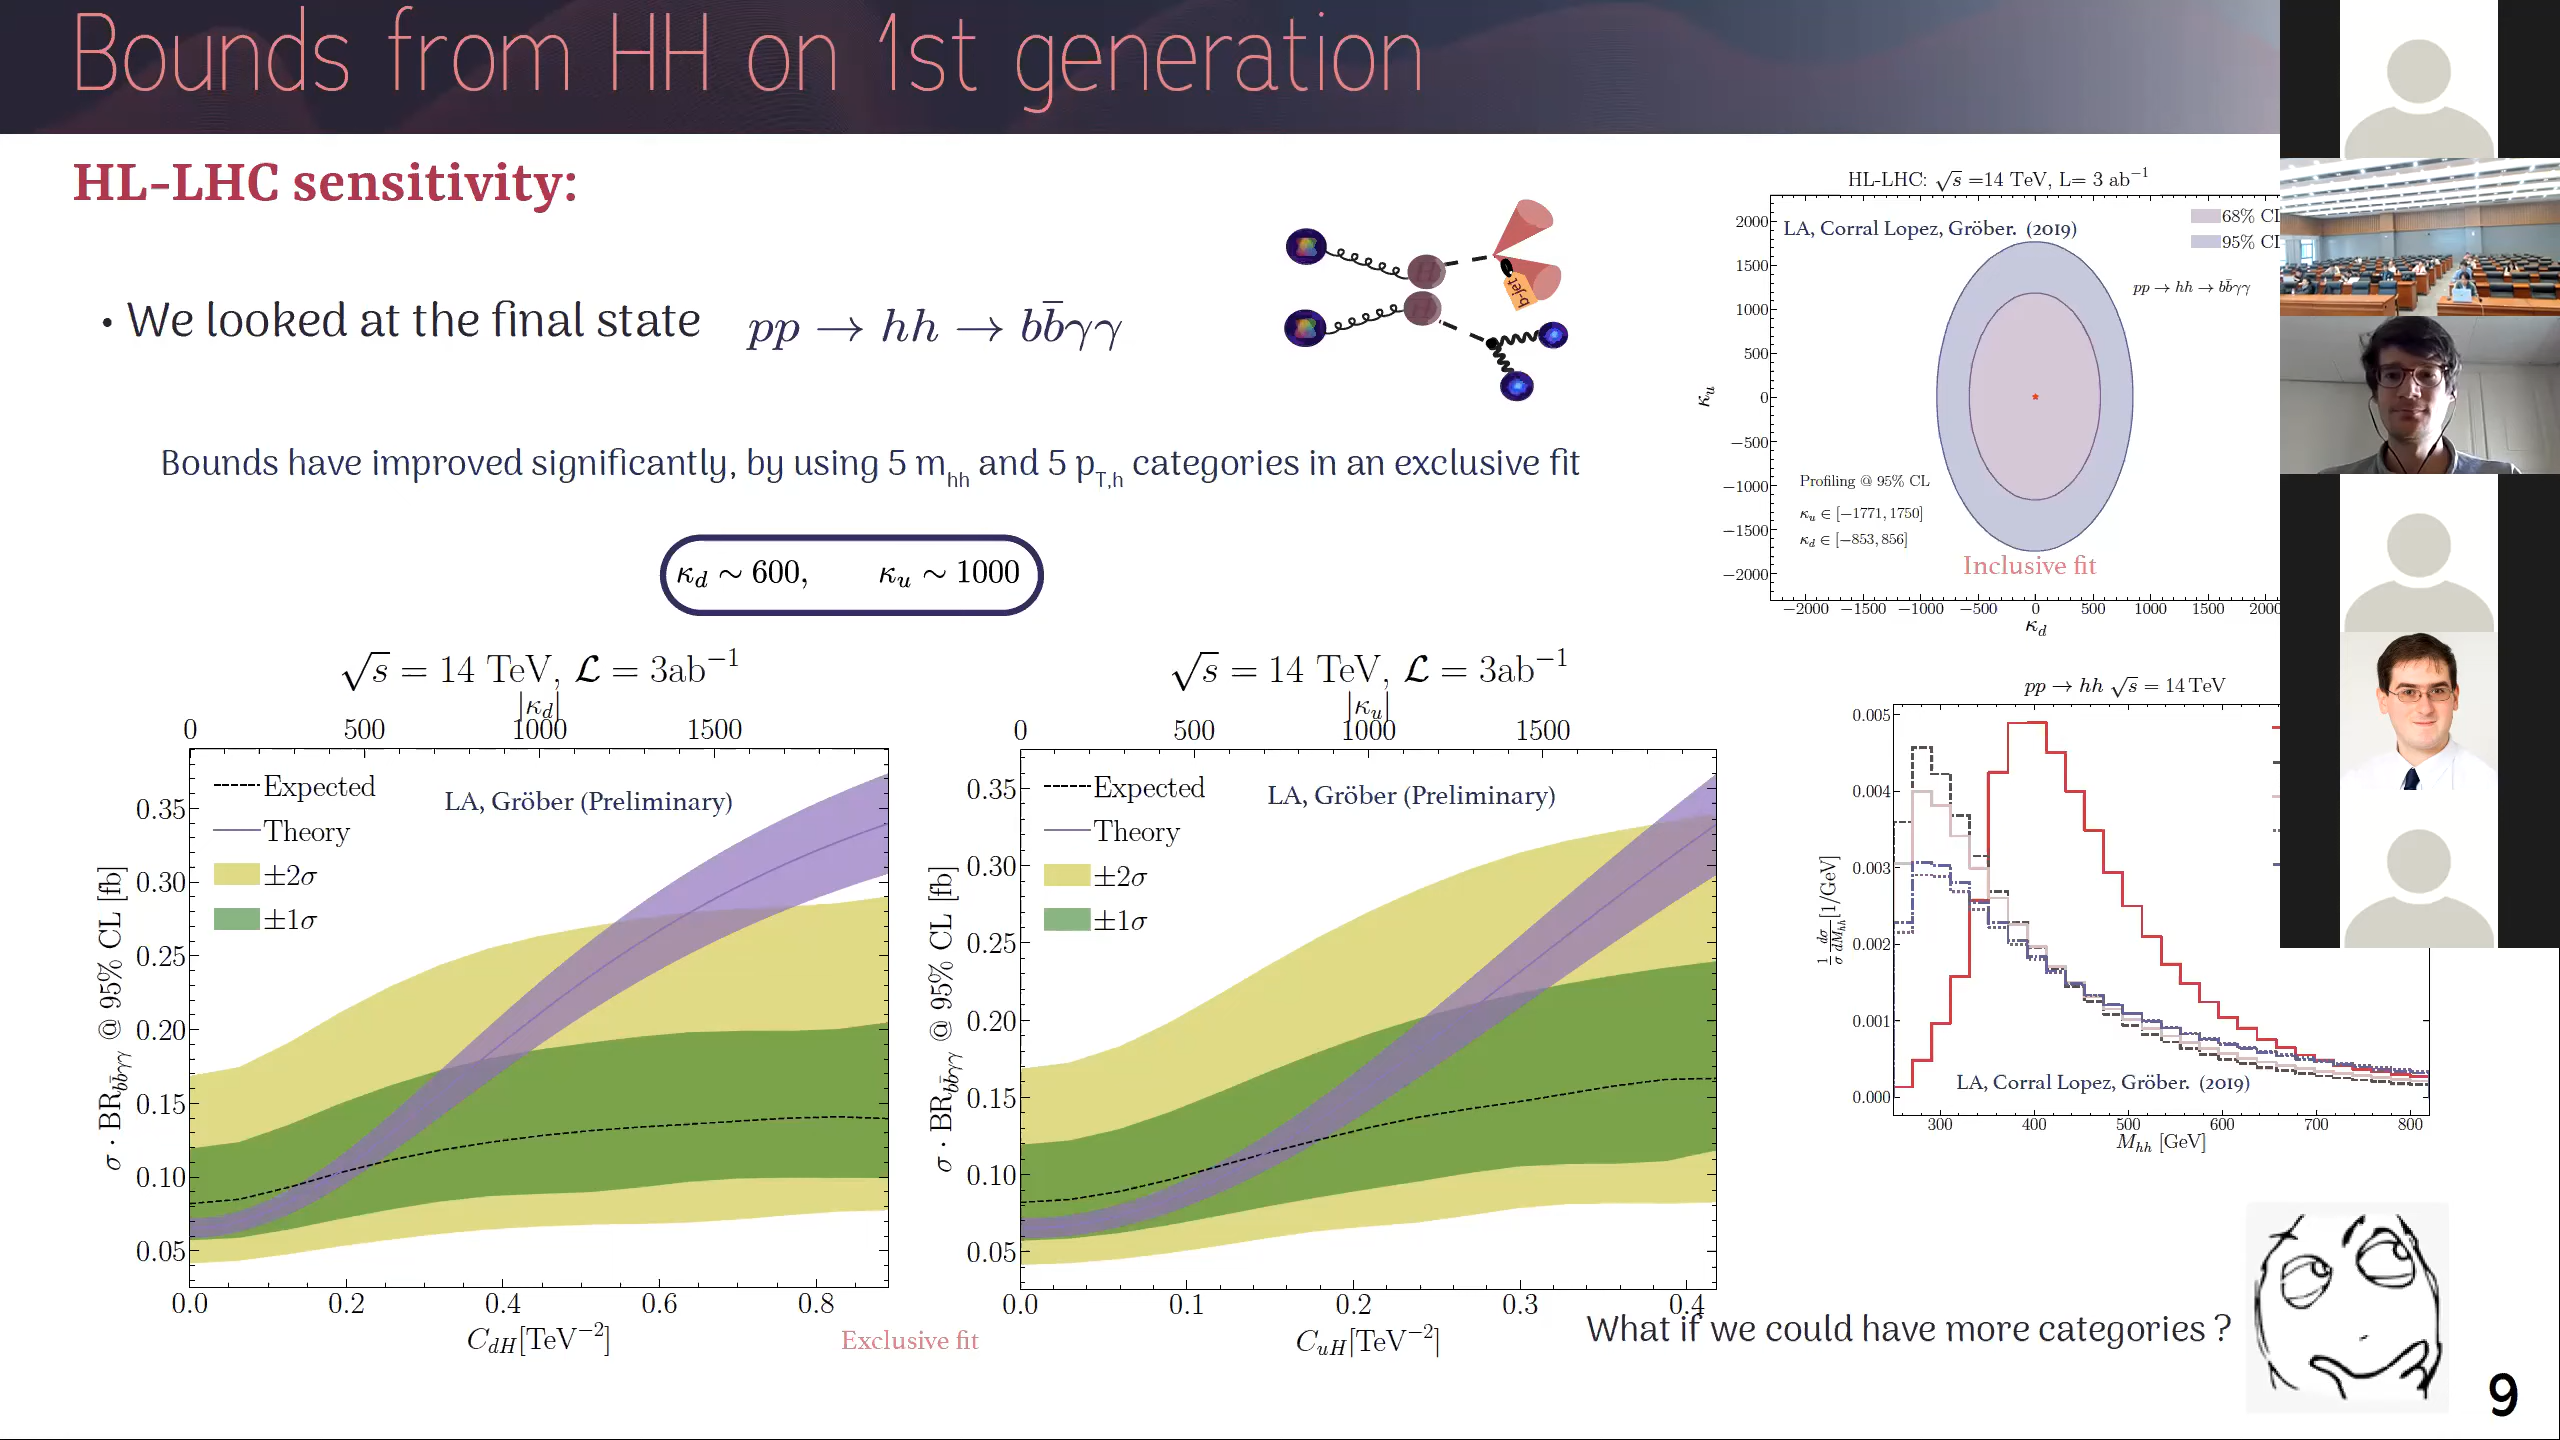 Bounds from HH on 1st generation
HL-LHC sensitivity:
• We looked at the final state pp → hh → bb̄γγ
b-jet
Bounds have improved significantly, by using 5 m_hh and 5 p_T,h categories in an exclusive fit
κ_d ∼ 600, κ_u ∼ 1000
HL-LHC: √s =14 TeV, L= 3 ab⁻¹
LA, Corral Lopez, Gröber. (2019)
68% CL
95% CL
pp → hh → bb̄γγ
2000
1500
1000
500
0
−500
−1000
−1500
−2000
κ_u
Profiling @ 95% CL
κ_u ∈ [−1771, 1750]
κ_d ∈ [−853, 856]
Inclusive fit
−2000 −1500 −1000 −500 0 500 1000 1500 2000
κ_d
√s = 14 TeV, ℒ = 3ab⁻¹
|κ_d|
0 500 1000 1500
Expected
Theory
±2σ
±1σ
LA, Gröber (Preliminary)
0.35
0.30
0.25
0.20
0.15
0.10
0.05
σ · BR_bb̄γγ @ 95% CL [fb]
0.0 0.2 0.4 0.6 0.8
C_dH[TeV⁻²]
Exclusive fit
√s = 14 TeV, ℒ = 3ab⁻¹
|κ_u|
0 500 1000 1500
Expected
Theory
±2σ
±1σ
LA, Gröber (Preliminary)
0.35
0.30
0.25
0.20
0.15
0.10
0.05
σ · BR_bb̄γγ @ 95% CL [fb]
0.0 0.1 0.2 0.3 0.4
C_uH[TeV⁻²]
pp → hh √s = 14 TeV
0.005
0.004
0.003
0.002
0.001
0.000
1/σ dσ/dM_hh [1/GeV]
LA, Corral Lopez, Gröber. (2019)
300 400 500 600 700 800
M_hh [GeV]
What if we could have more categories ?
9